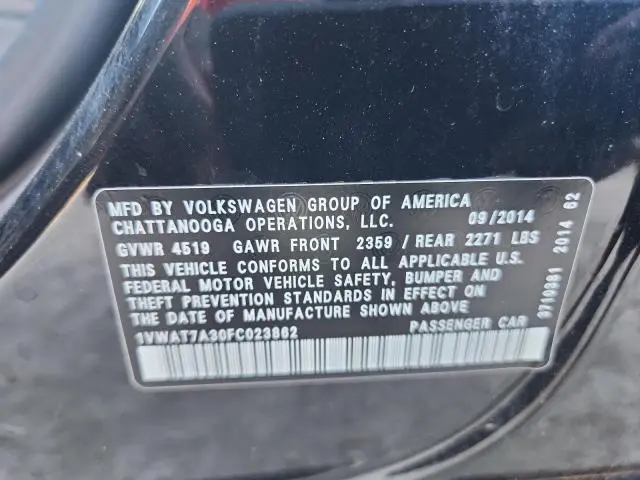 MFD BY VOLKSWAGEN GROUP OF AMERICA
CHATTANOOGA OPERATIONS, LLC. 09/2014
GVWR 4519 GAWR FRONT 2359/REAR 2271 LBS
THIS VEHICLE CONFORMS TO ALL APPLICABLE U.S.
FEDERAL MOTOR VEHICLE SAFETY, BUMPER AND
THEFT PREVENTION STANDARDS IN EFFECT ON
THE DATE OF MANUFACTURE SHOWN ABOVE
1VWAT7A30FC023862 PASSENGER CAR
3710381 2014 62